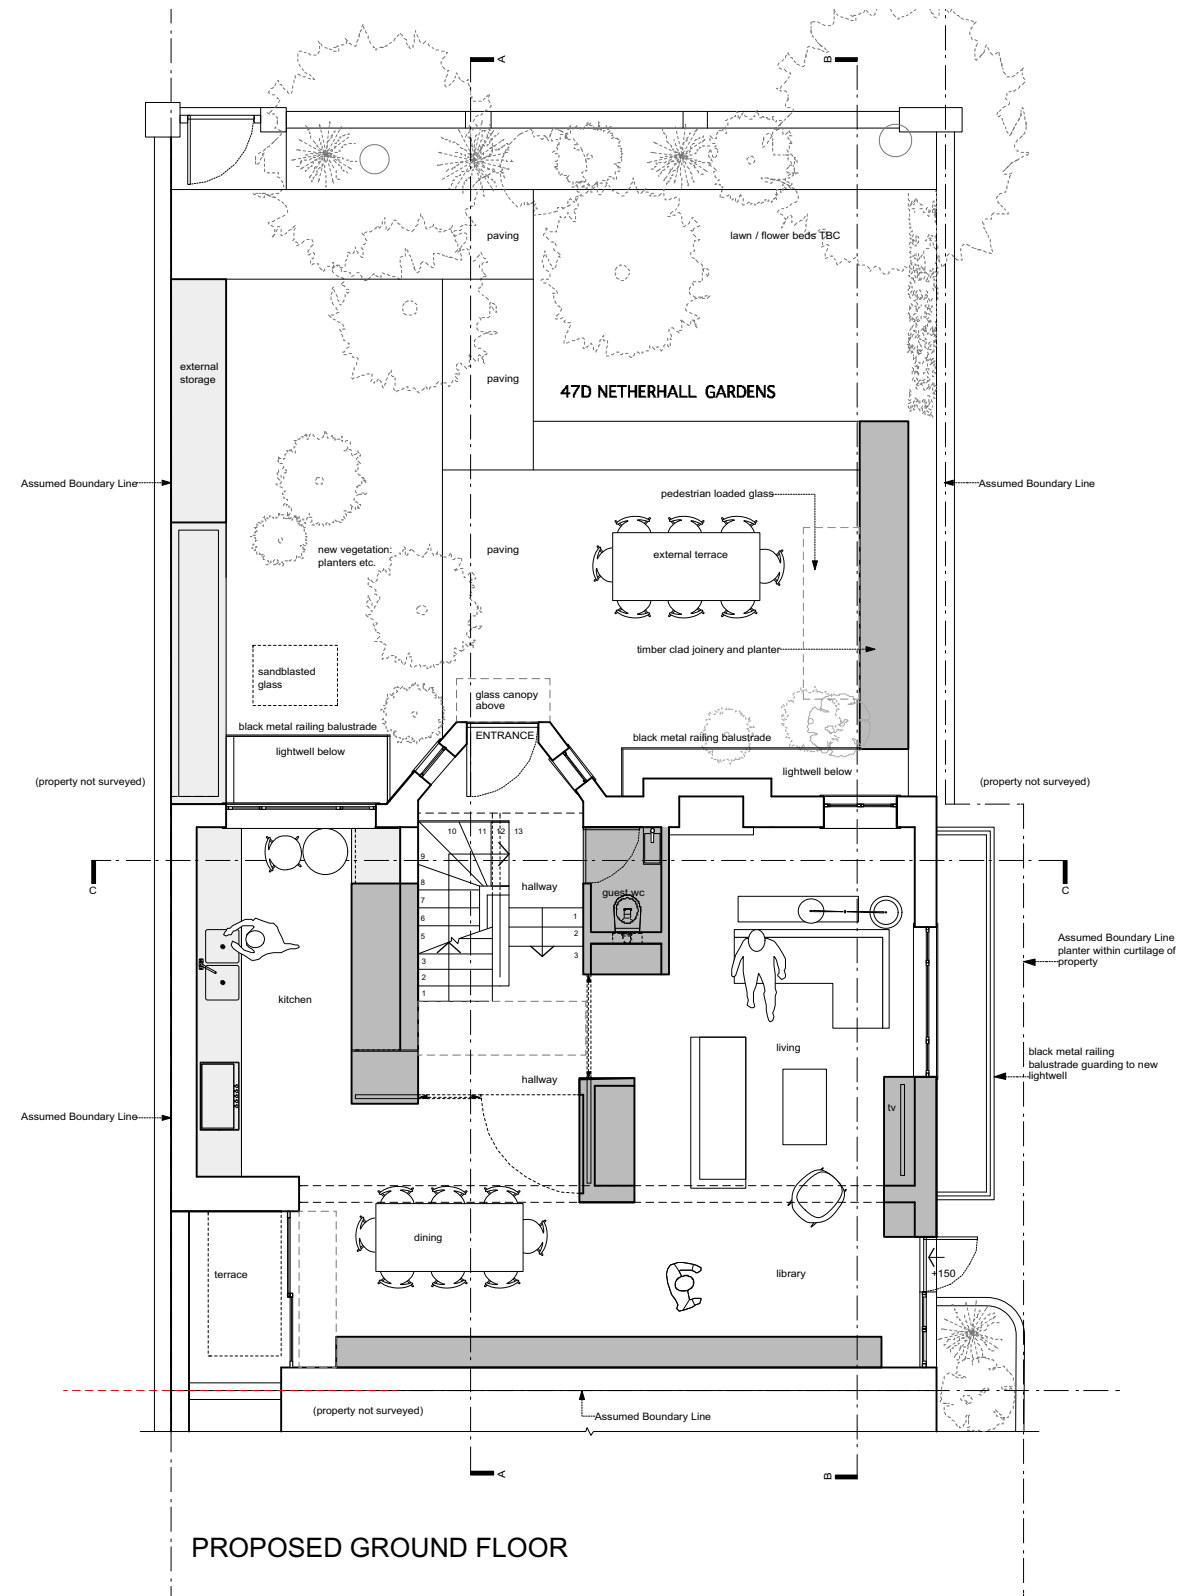 A
B
paving
lawn / flower beds TBC
external
storage
paving
47D NETHERHALL GARDENS
Assumed Boundary Line
Assumed Boundary Line
pedestrian loaded glass
new vegetation:
planters etc.
paving
external terrace
timber clad joinery and planter
sandblasted
glass
glass canopy
above
black metal railing balustrade
ENTRANCE
black metal railing balustrade
lightwell below
lightwell below
(property not surveyed)
(property not surveyed)
10
11
12
13
9
8
7
6
5
3
2
1
hallway
guest wc
1
2
3
C
C
Assumed Boundary Line
planter within curtilage of
property
kitchen
living
black metal railing
balustrade guarding to new
lightwell
hallway
tv
Assumed Boundary Line
dining
terrace
library
+150
(property not surveyed)
Assumed Boundary Line
A
B
PROPOSED GROUND FLOOR